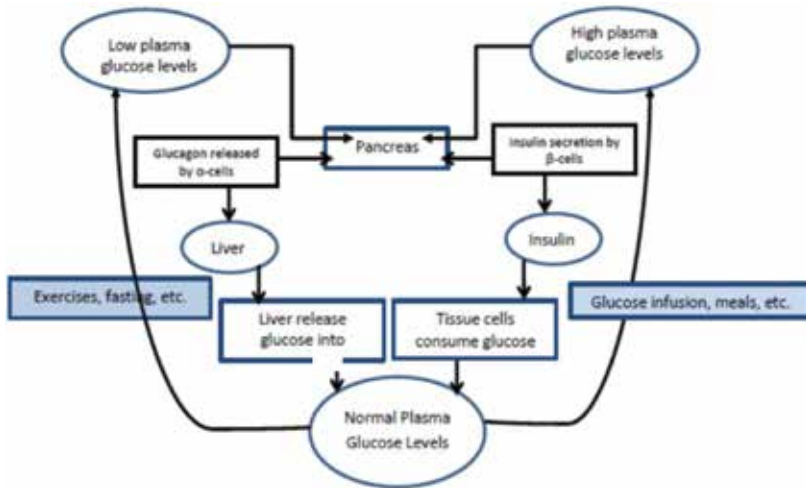 Low plasma
glucose levels
High plasma
glucose levels
Pancreas
Glucagon released
by α-cells
Insulin secretion by
β-cells
Liver
Insulin
Exercises, fasting, etc.
Glucose infusion, meals, etc.
Liver release
glucose into
Tissue cells
consume glucose
Normal Plasma
Glucose Levels